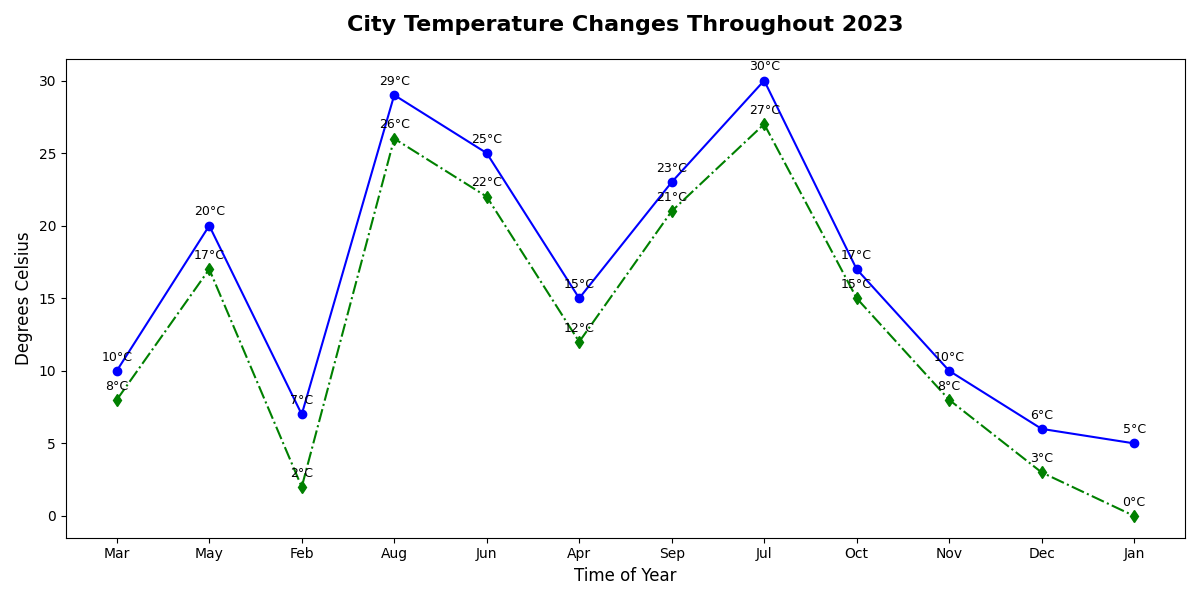 City Temperature Changes Throughout 2023
Degrees Celsius
30
25
20
15
10
5
0
10°C
20°C
7°C
29°C
25°C
15°C
23°C
30°C
17°C
10°C
6°C
5°C
8°C
17°C
2°C
26°C
22°C
12°C
21°C
27°C
15°C
8°C
3°C
0°C
Mar May Feb Aug Jun Apr Sep Jul Oct Nov Dec Jan
Time of Year